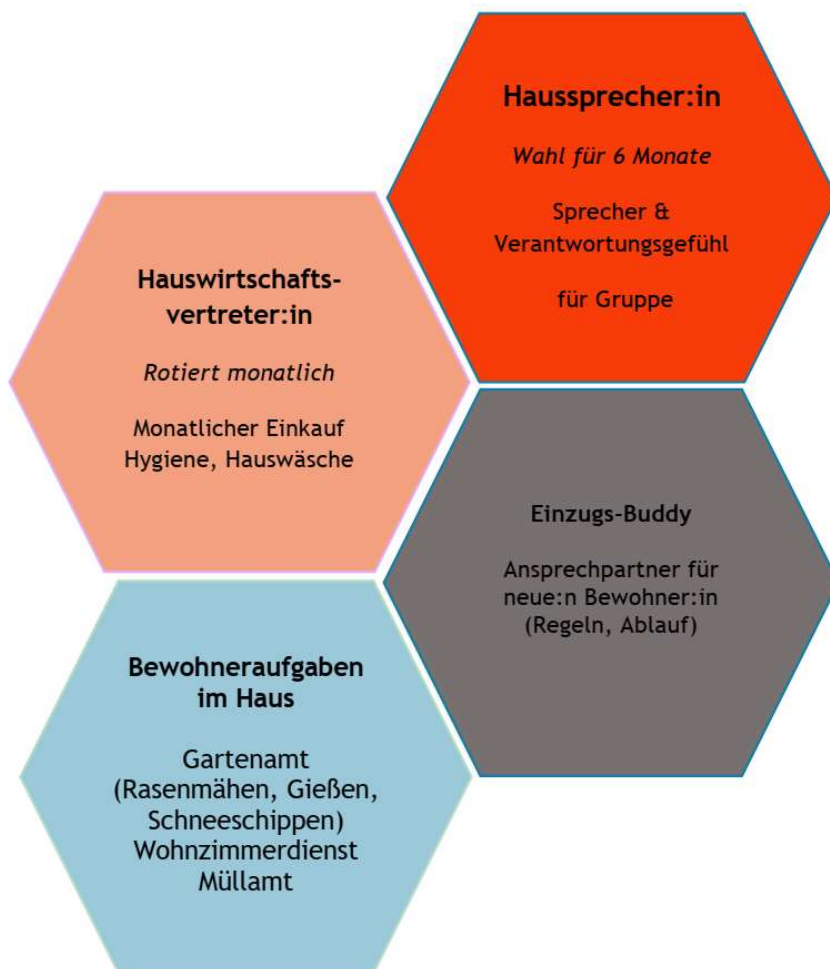 Haussprecher:in
Wahl für 6 Monate
Sprecher &
Verantwortungsgefühl
für Gruppe
Hauswirtschafts-
vertreter:in
Rotiert monatlich
Monatlicher Einkauf
Hygiene, Hauswäsche
Einzugs-Buddy
Ansprechpartner für
neue:n Bewohner:in
(Regeln, Ablauf)
Bewohneraufgaben
im Haus
Gartenamt
(Rasenmähen, Gießen,
Schneeschippen)
Wohnzimmerdienst
Müllamt